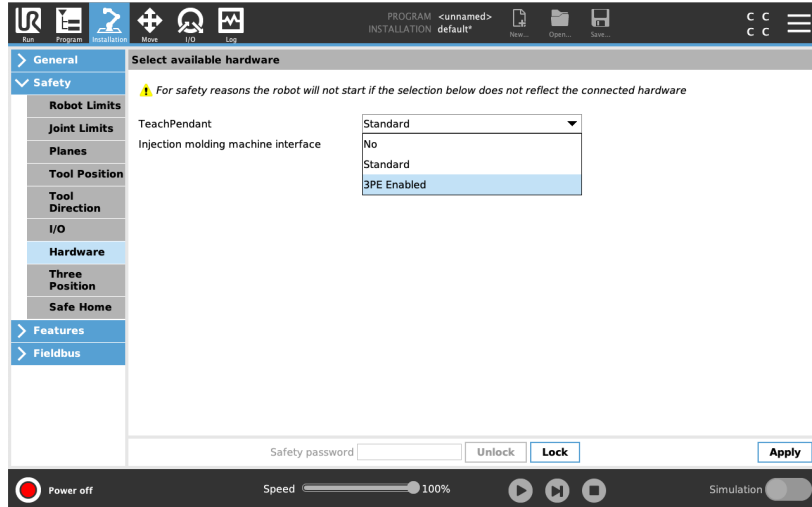 UR
PROGRAM <unnamed>
INSTALLATION default*
C C
C C
Run Program Installation Move I/O Log New... Open... Save...
General
Select available hardware
Safety
For safety reasons the robot will not start if the selection below does not reflect the connected hardware
Robot Limits
Joint Limits
Planes
Tool Position
Tool
Direction
I/O
Hardware
Three
Position
Safe Home
Features
Fieldbus
TeachPendant Standard
Injection molding machine interface
No
Standard
3PE Enabled
Safety password Unlock Lock Apply
Power off Speed 100% Simulation